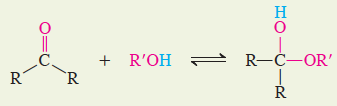 H
O O
C + R'OH ⇌ R—C—OR'
R R R